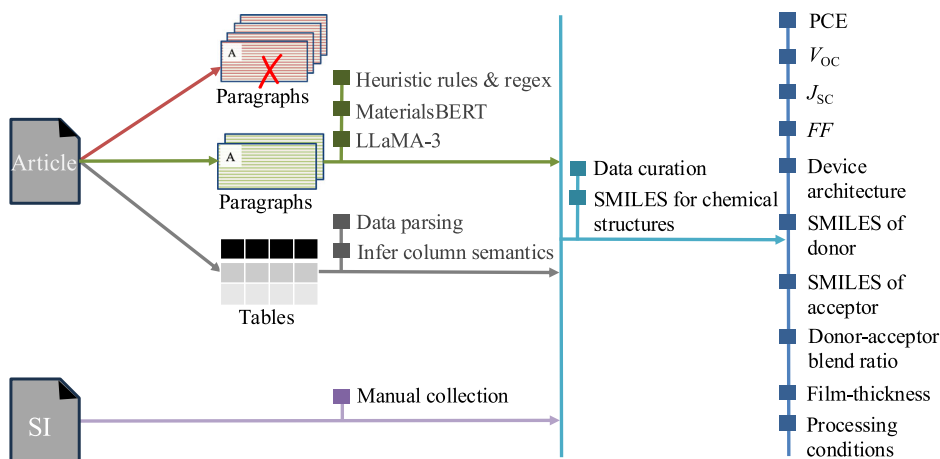 A
Paragraphs
Article
A
Paragraphs
Heuristic rules & regex
MaterialsBERT
LLaMA-3
Data parsing
Infer column semantics
Tables
SI
Manual collection
Data curation
SMILES for chemical
structures
PCE
VOC
JSC
FF
Device
architecture
SMILES of
donor
SMILES of
acceptor
Donor-acceptor
blend ratio
Film-thickness
Processing
conditions